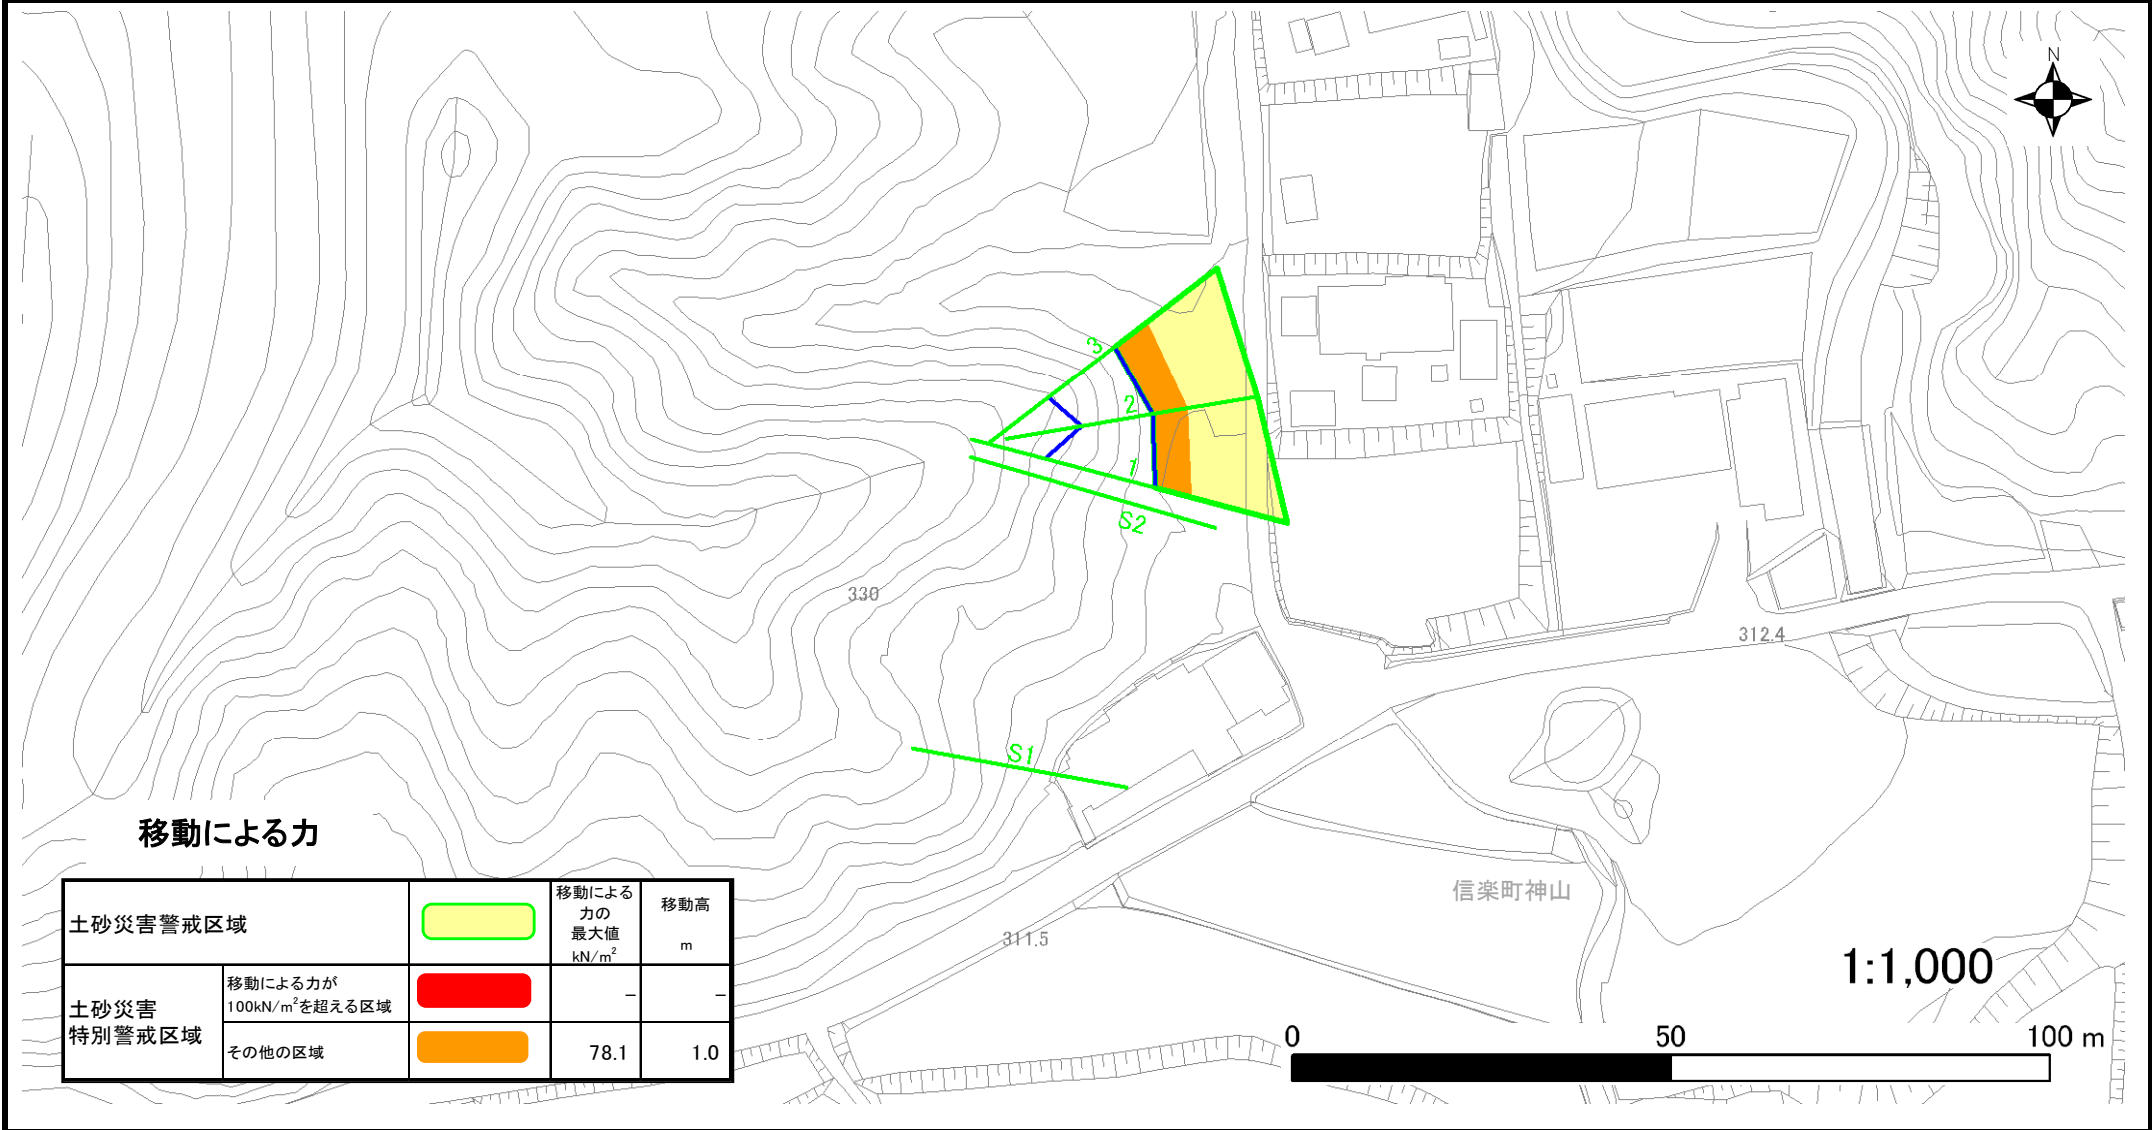 N
3
2
1
S2
330
312.4
S1
移動による力
信楽町神山
311.5
1:1,000
0 50 100 m
土砂災害警戒区域
移動による
力の
最大値
kN/m²
移動高
m
土砂災害
特別警戒区域
移動による力が
100kN/m²を超える区域
－ －
その他の区域
78.1 1.0